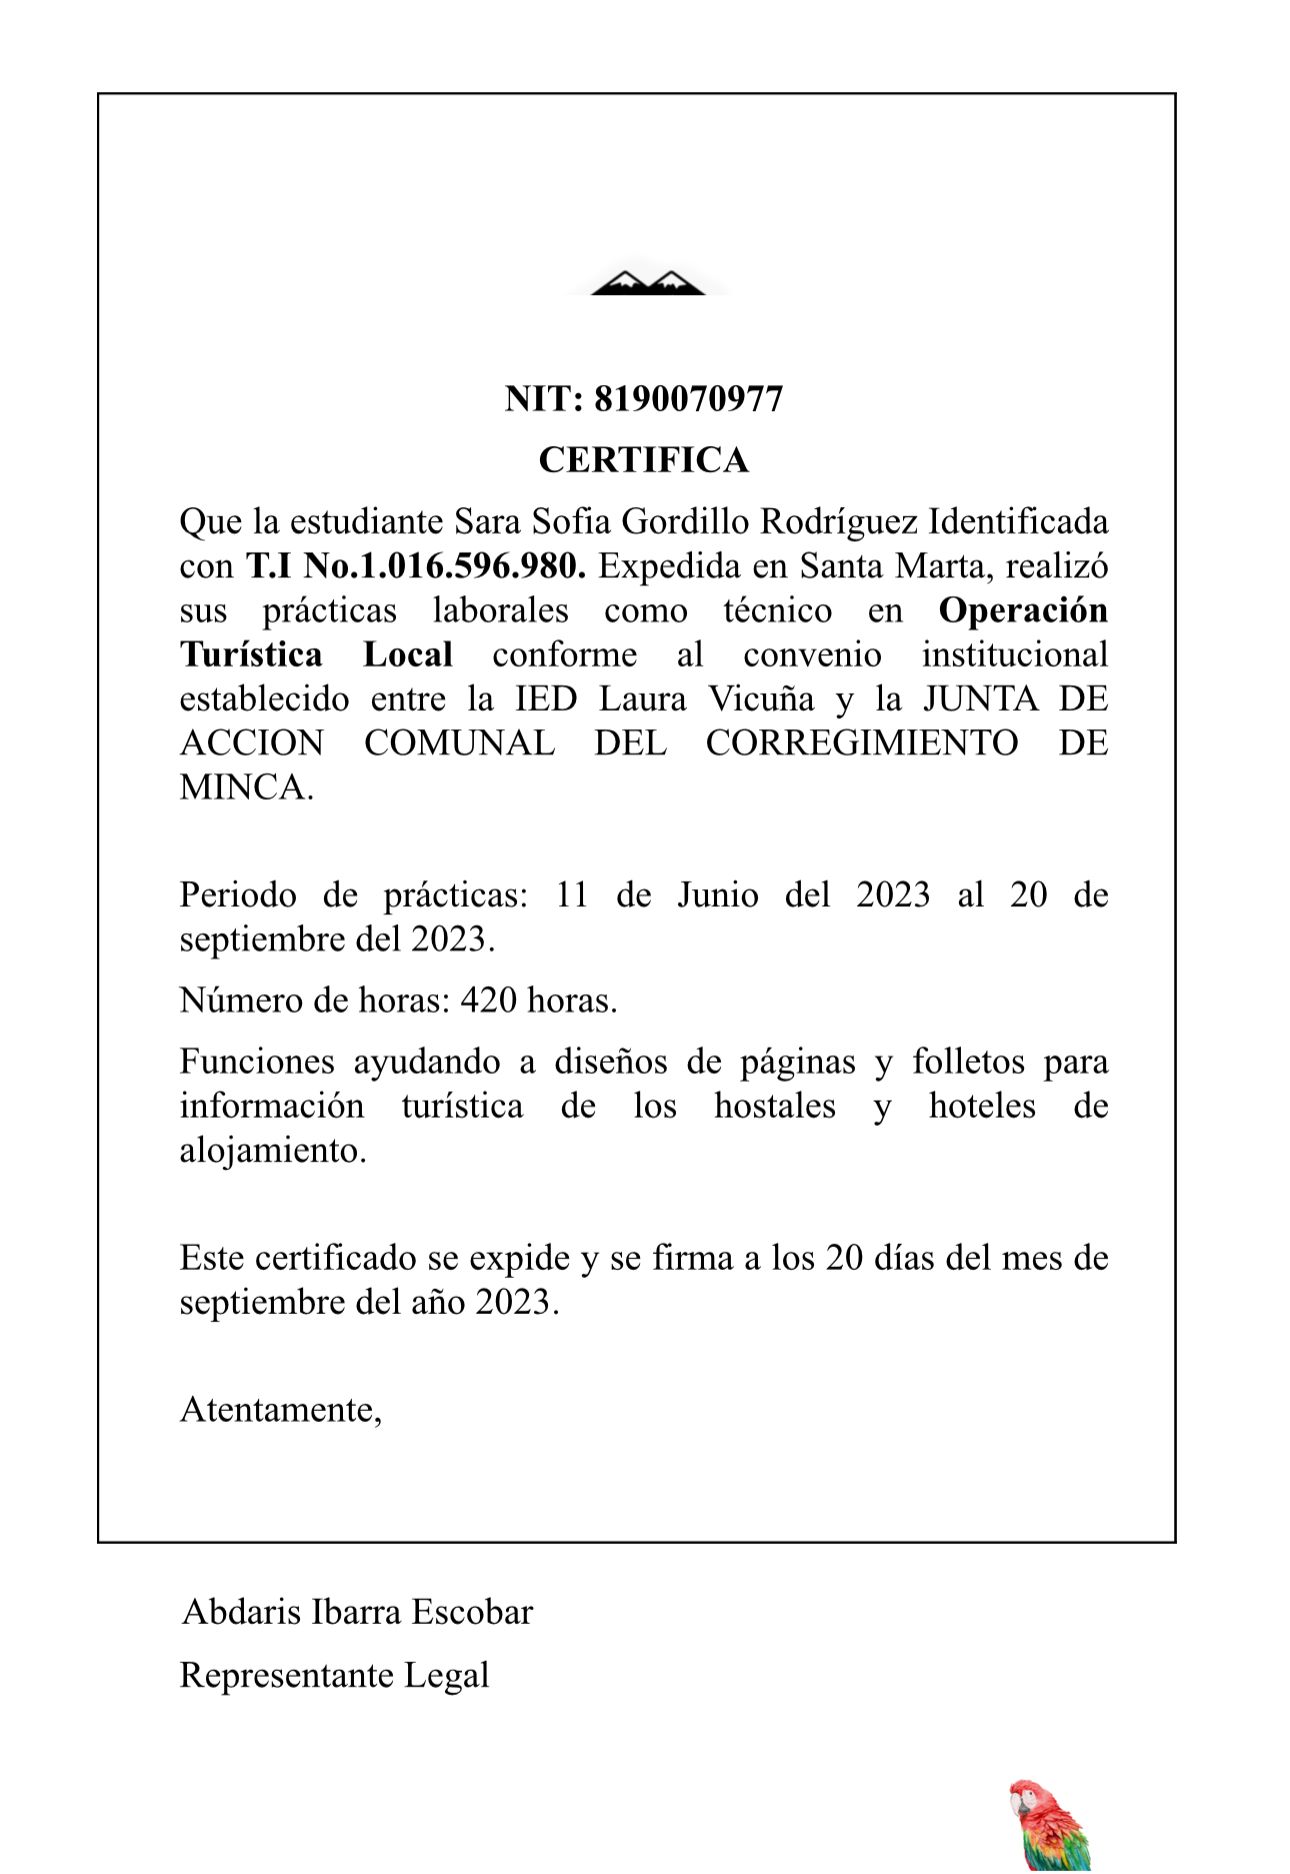 NIT: 8190070977
CERTIFICA
Que la estudiante Sara Sofia Gordillo Rodríguez Identificada
con T.I No.1.016.596.980. Expedida en Santa Marta, realizó
sus prácticas laborales como técnico en Operación
Turística Local conforme al convenio institucional
establecido entre la IED Laura Vicuña y la JUNTA DE
ACCION COMUNAL DEL CORREGIMIENTO DE
MINCA.
Periodo de prácticas: 11 de Junio del 2023 al 20 de
septiembre del 2023.
Número de horas: 420 horas.
Funciones ayudando a diseños de páginas y folletos para
información turística de los hostales y hoteles de
alojamiento.
Este certificado se expide y se firma a los 20 días del mes de
septiembre del año 2023.
Atentamente,
Abdaris Ibarra Escobar
Representante Legal